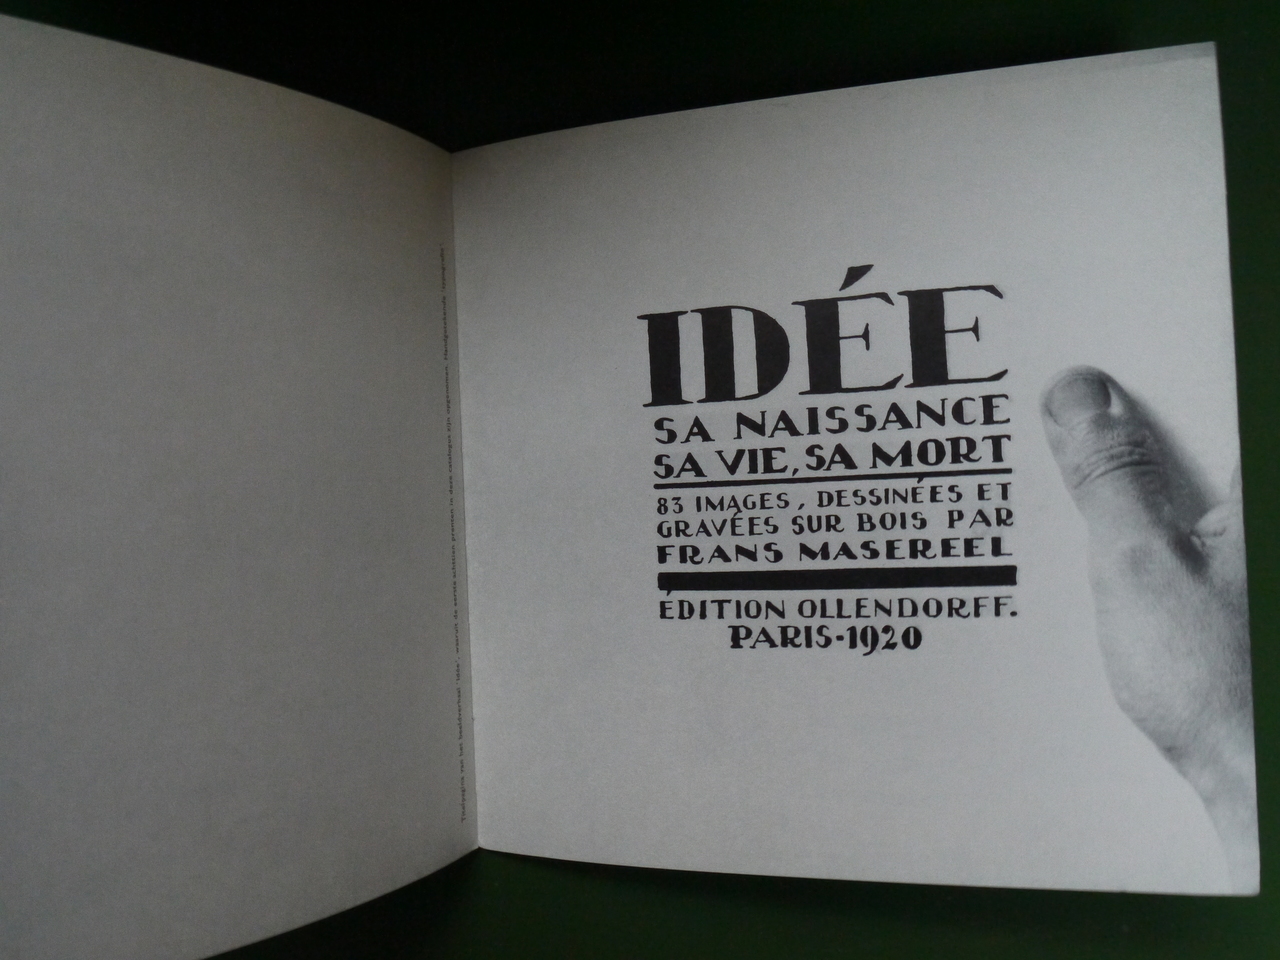 IDÉE
SA NAISSANCE
SA VIE, SA MORT
83 IMAGES, DESSINÉES ET
GRAVÉES SUR BOIS PAR
FRANS MASEREEL
ÉDITION OLLENDORFF.
PARIS-1920